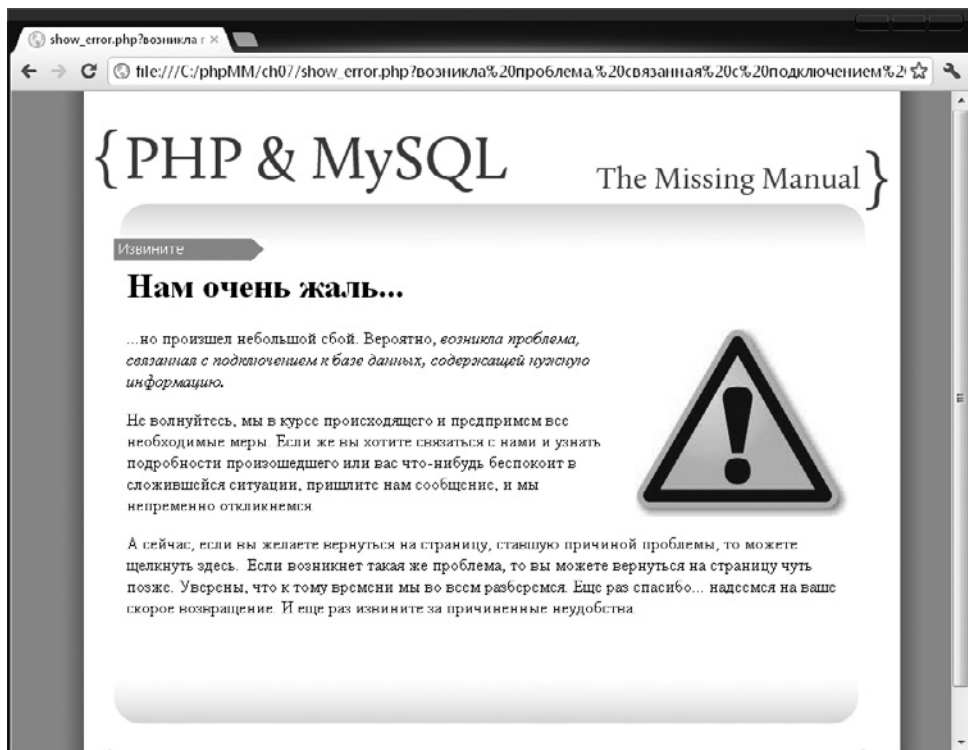 show_error.php?возникла г
file:///C:/phpMM/ch07/show_error.php?возникла%20проблема,%20связанная%20с%20подключением%2
{PHP & MySQL
The Missing Manual}
Извините
Нам очень жаль...
...но произшел небольшой сбой. Вероятно, возникла проблема,
связанная с подключением к базе данных, содержащей нужную
информацию.
Не волнуйтесь, мы в курсе происходящего и предпримем все
необходимые меры. Если же вы хотите связаться с нами и узнать
подробности произошедшего или вас что-нибудь беспокоит в
сложившейся ситуации, пришлите нам сообщение, и мы
непременно откликнемся.
А сейчас, если вы желаете вернуться на страницу, ставшую причиной проблемы, то можете
щелкнуть здесь. Если возникнет такая же проблема, то вы можете вернуться на страницу чуть
позже. Уверены, что к тому времени мы во всем разберемся. Еще раз спасибо... надеемся на ваше
скорое возвращение. И еще раз извините за причиненные неудобства.